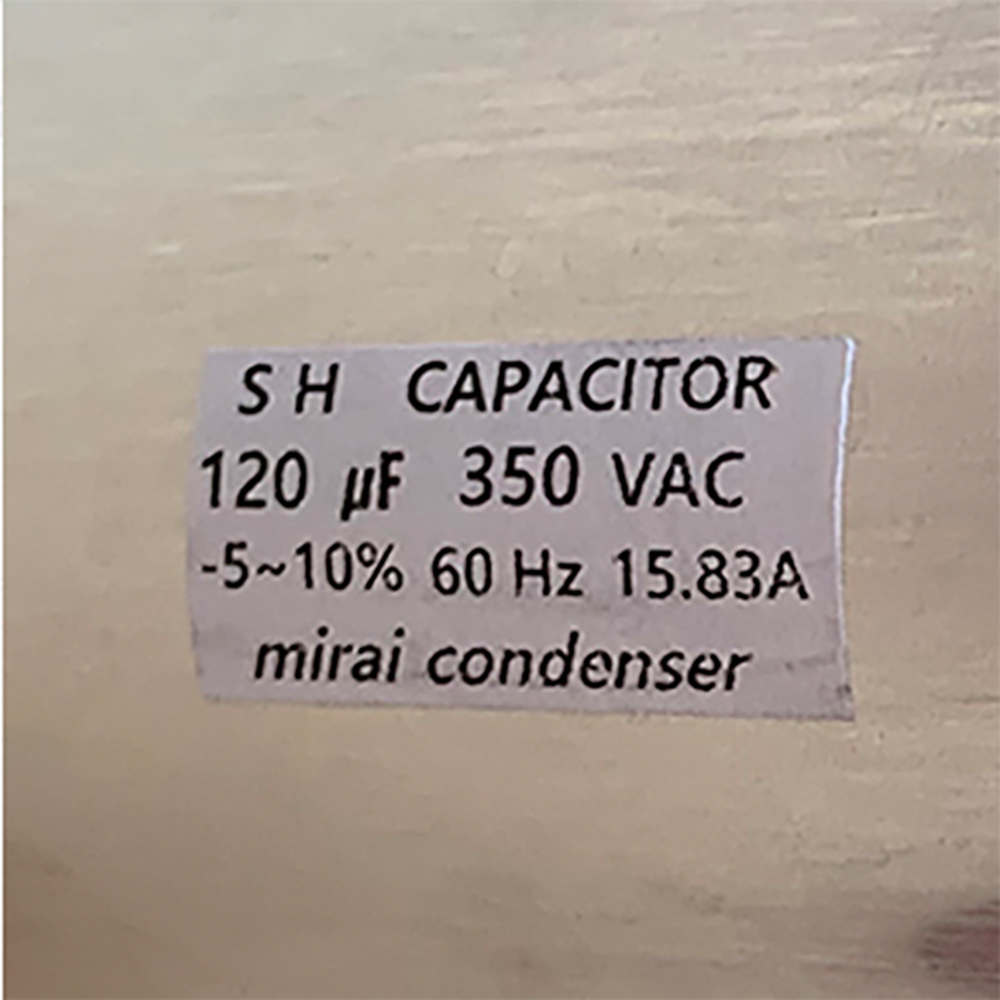 S H CAPACITOR
120 µF 350 VAC
-5~10% 60 Hz 15.83A
mirai condenser